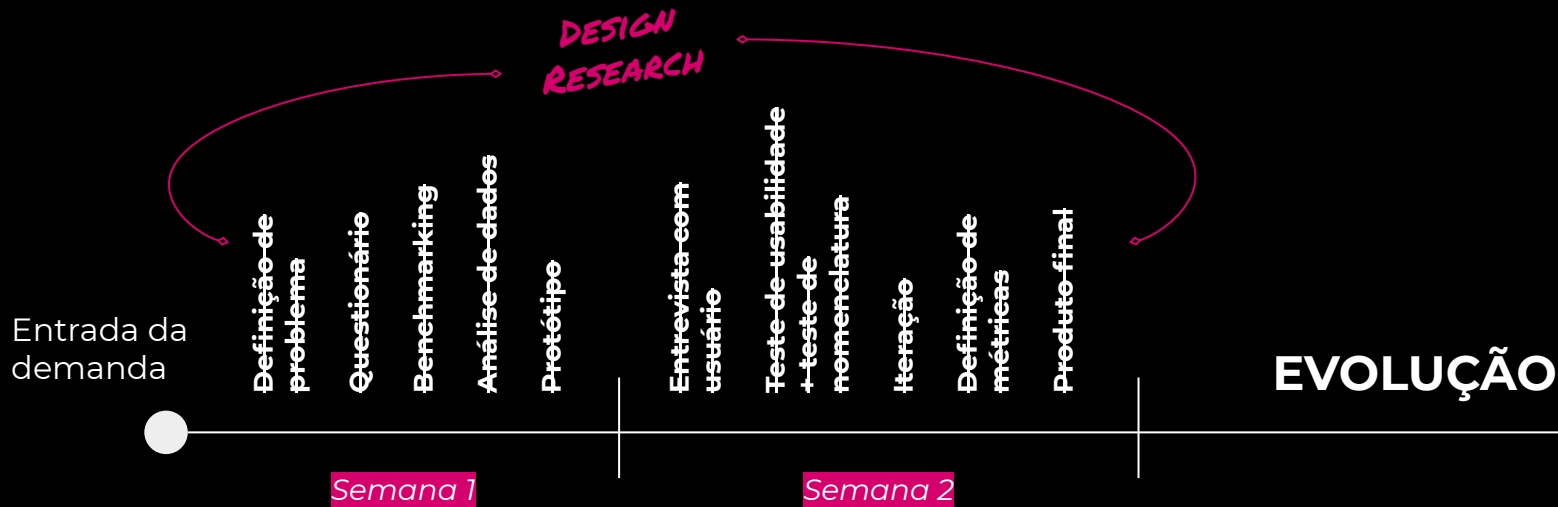 DESIGN
RESEARCH
Entrada da
demanda
Definição de
problema
Questionário
Benchmarking
Análise de dados
Protótipo
Entrevista com
usuário
Teste de usabilidade
+ teste de
nomenclatura
Iteração
Definição de
métricas
Produto final
EVOLUÇÃO
Semana 1
Semana 2